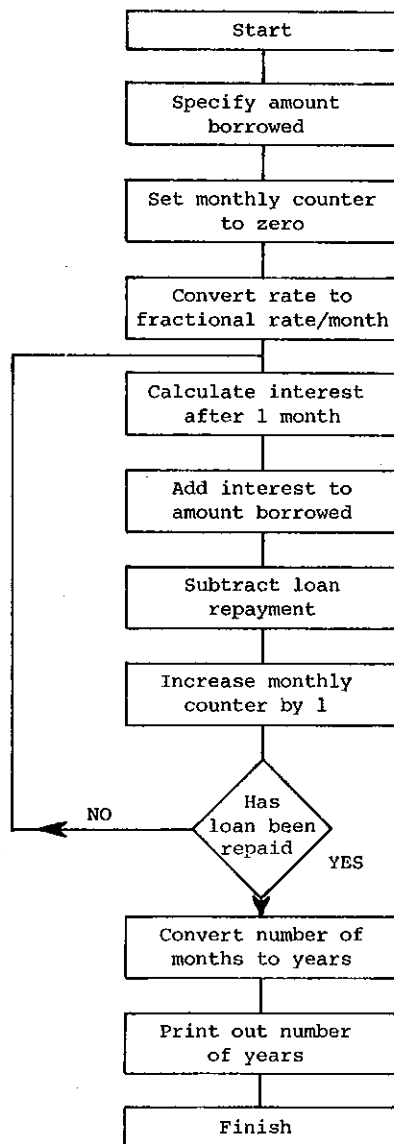 Start
Specify amount
borrowed
Set monthly counter
to zero
Convert rate to
fractional rate/month
Calculate interest
after 1 month
Add interest to
amount borrowed
Subtract loan
repayment
Increase monthly
counter by 1
Has
loan been
repaid
NO
YES
Convert number of
months to years
Print out number
of years
Finish